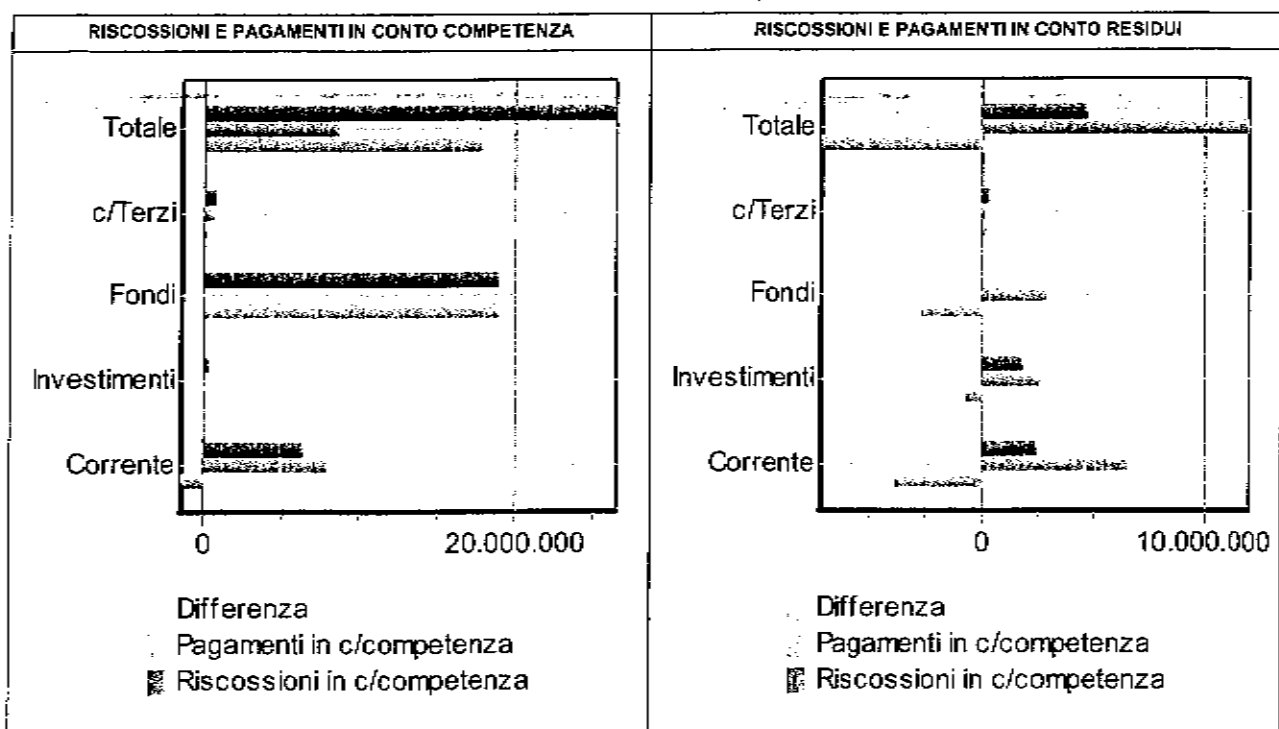 RISCOSSIONI E PAGAMENTI IN CONTO COMPETENZA
Totale
c/Terzi
Fondi
Investimenti
Corrente
0
20.000.000
Differenza
Pagamenti in c/competenza
Riscossioni in c/competenza
RISCOSSIONI E PAGAMENTI IN CONTO RESIDUI
Totale
c/Terzi
Fondi
Investimenti
Corrente
0
10.000.000
Differenza
Pagamenti in c/competenza
Riscossioni in c/competenza